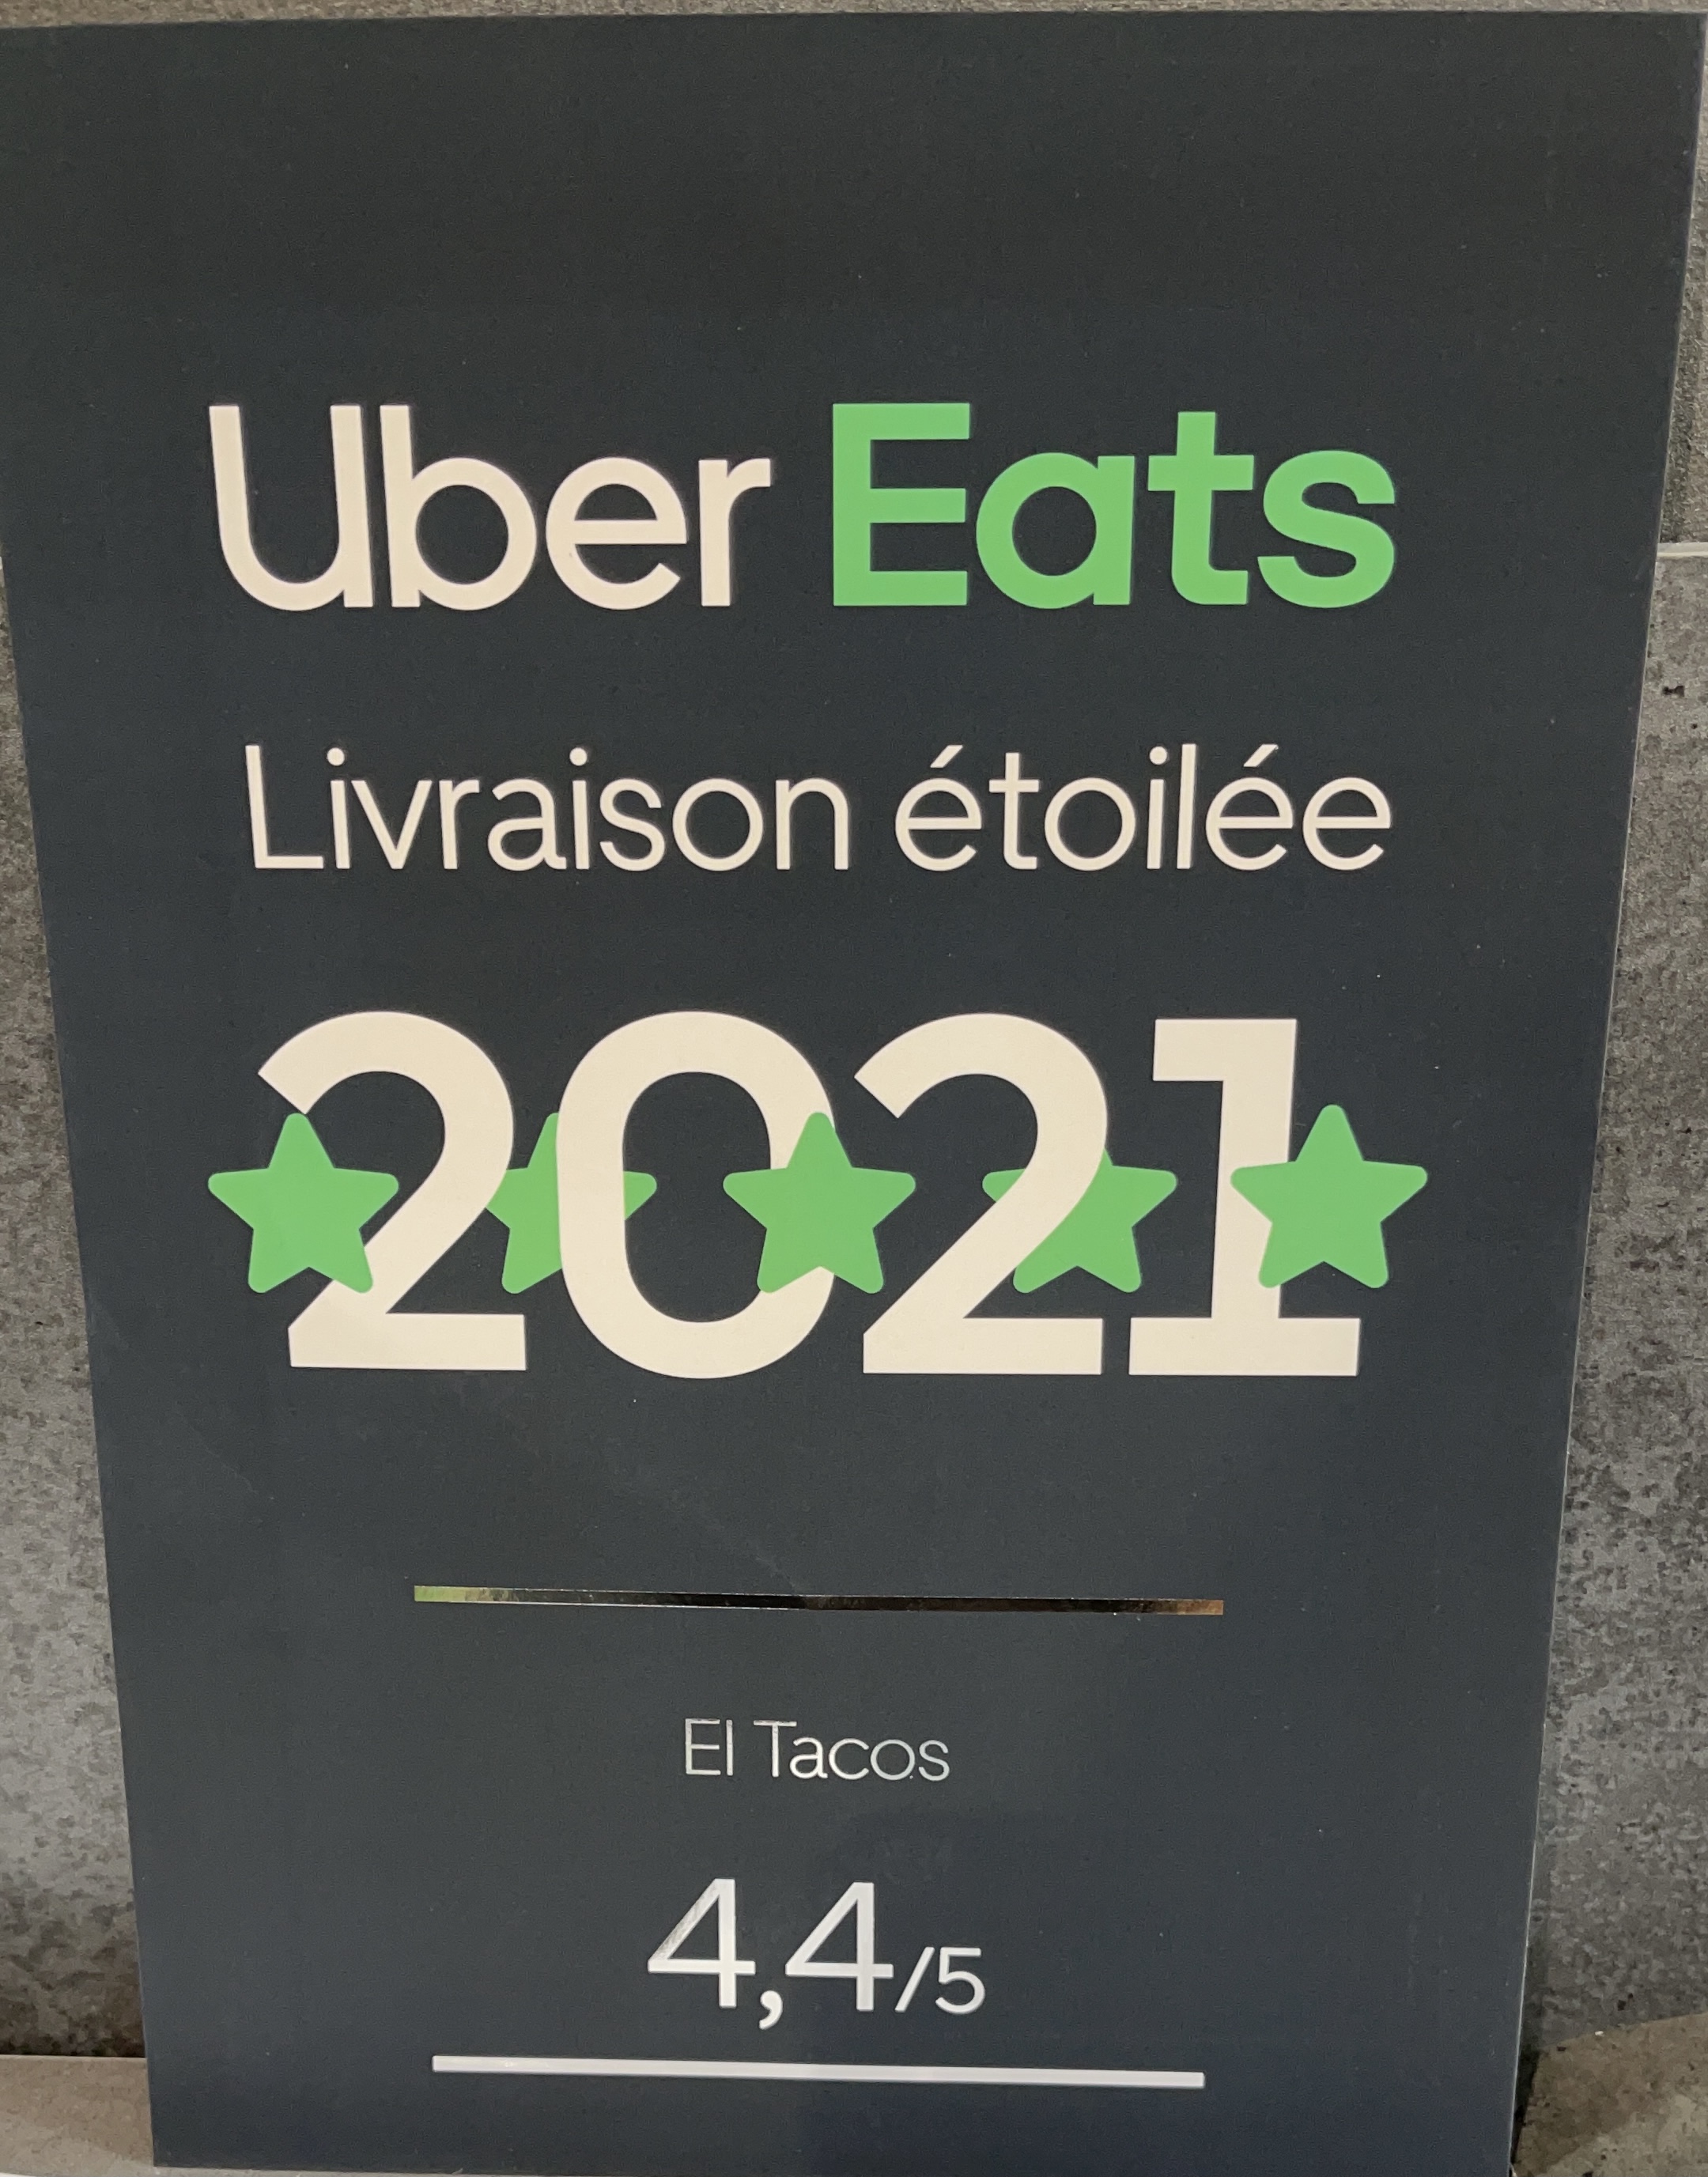 Uber Eats
Livraison étoilée
2021
El Tacos
4,4/5